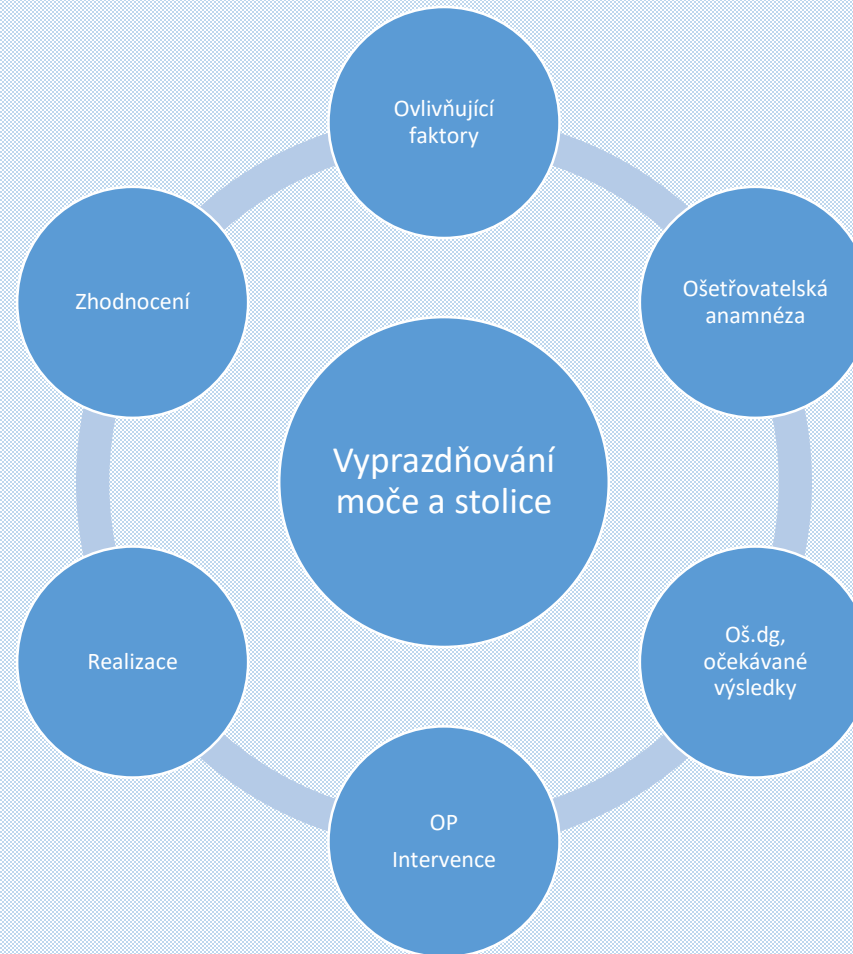 Ovlivňující
faktory
Ošetřovatelská
anamnéza
Oš.dg,
očekávané
výsledky
OP
Intervence
Realizace
Zhodnocení
Vyprazdňování
moče a stolice